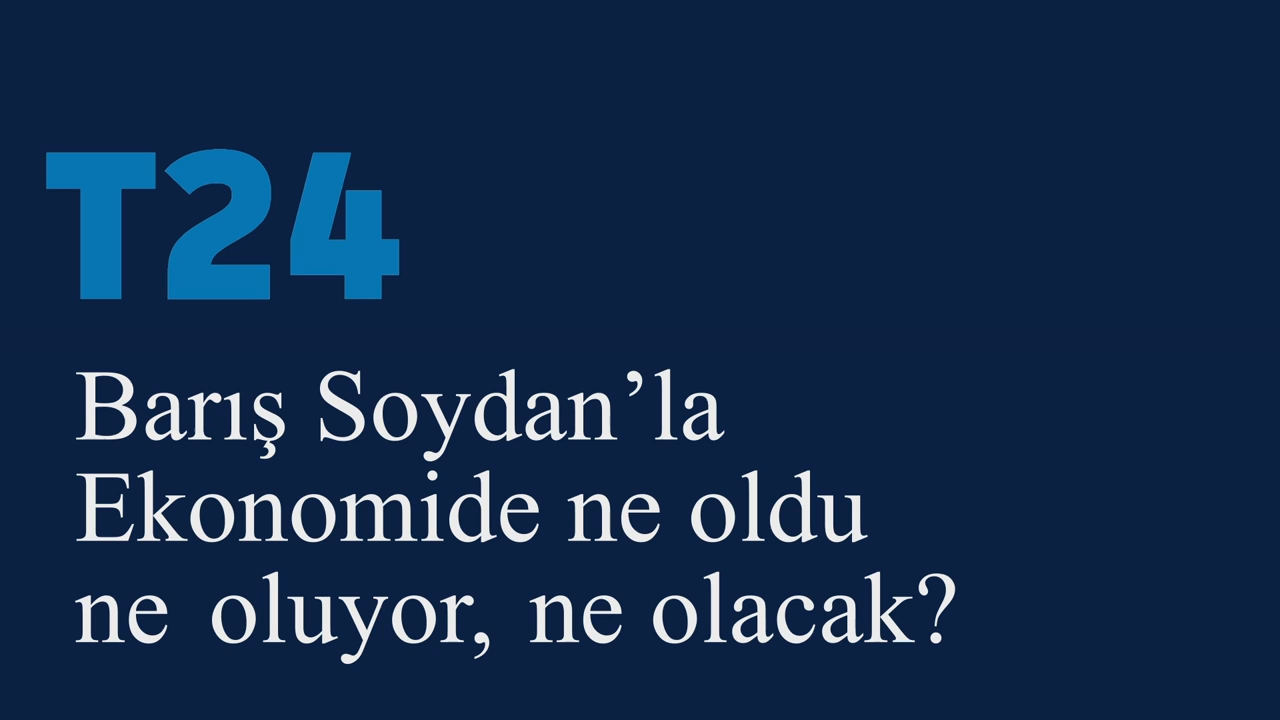 T24
Barış Soydan’la
Ekonomide ne oldu
ne oluyor, ne olacak?